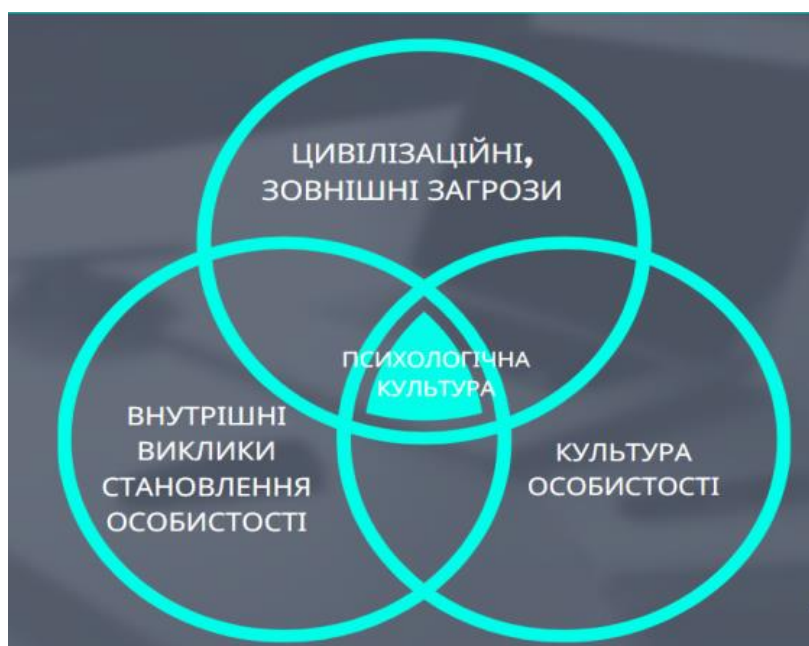 ЦИВІЛІЗАЦІЙНІ,
ЗОВНІШНІ ЗАГРОЗИ
ПСИХОЛОГІЧНА
КУЛЬТУРА
ВНУТРІШНІ
ВИКЛИКИ
СТАНОВЛЕННЯ
ОСОБИСТОСТІ
КУЛЬТУРА
ОСОБИСТОСТІ